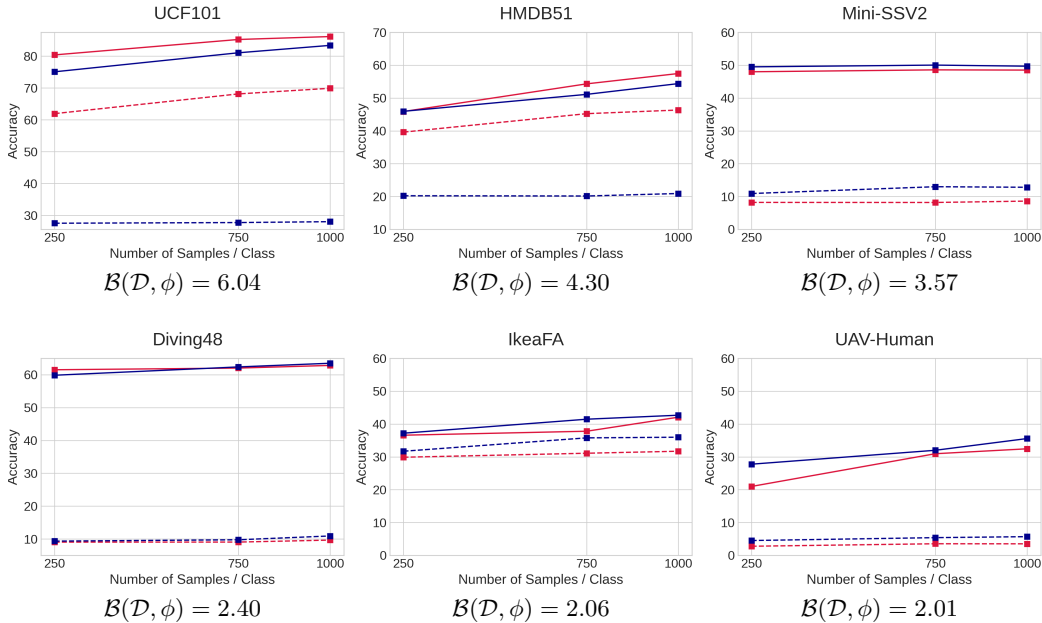 UCF101
80
70
60
50
40
30
Accuracy
250 750 1000
Number of Samples / Class
𝓑(𝓓, ϕ) = 6.04
HMDB51
70
60
50
40
30
20
10
Accuracy
250 750 1000
Number of Samples / Class
𝓑(𝓓, ϕ) = 4.30
Mini-SSV2
60
50
40
30
20
10
0
Accuracy
250 750 1000
Number of Samples / Class
𝓑(𝓓, ϕ) = 3.57
Diving48
60
50
40
30
20
10
Accuracy
250 750 1000
Number of Samples / Class
𝓑(𝓓, ϕ) = 2.40
IkeaFA
60
50
40
30
20
10
0
Accuracy
250 750 1000
Number of Samples / Class
𝓑(𝓓, ϕ) = 2.06
UAV-Human
60
50
40
30
20
10
0
Accuracy
250 750 1000
Number of Samples / Class
𝓑(𝓓, ϕ) = 2.01